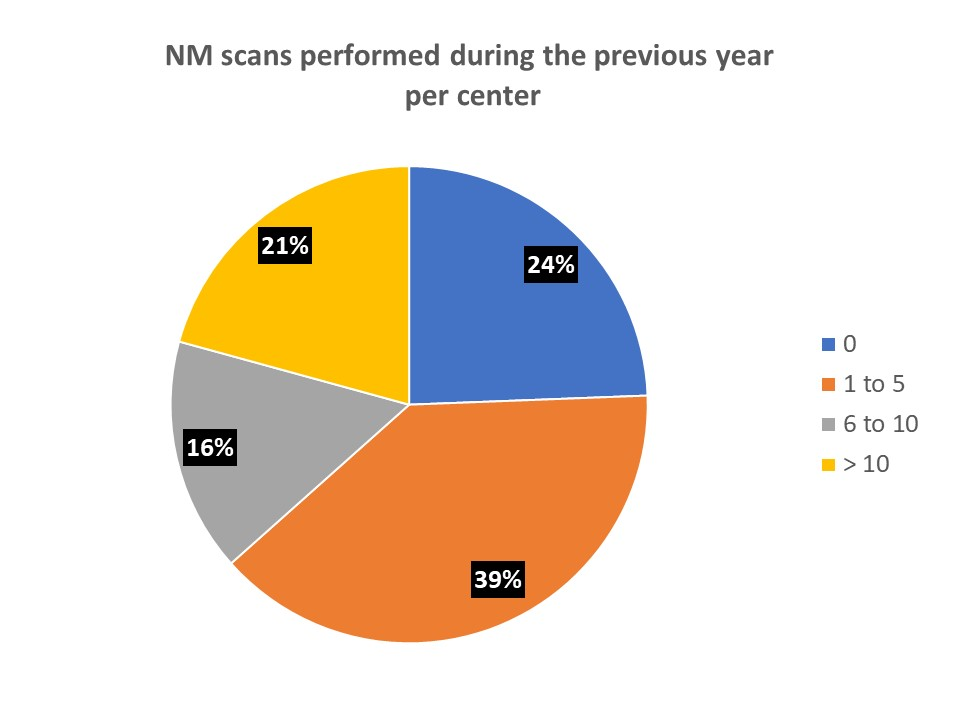 NM scans performed during the previous year
per center
21%
24%
16%
39%
0
1 to 5
6 to 10
> 10